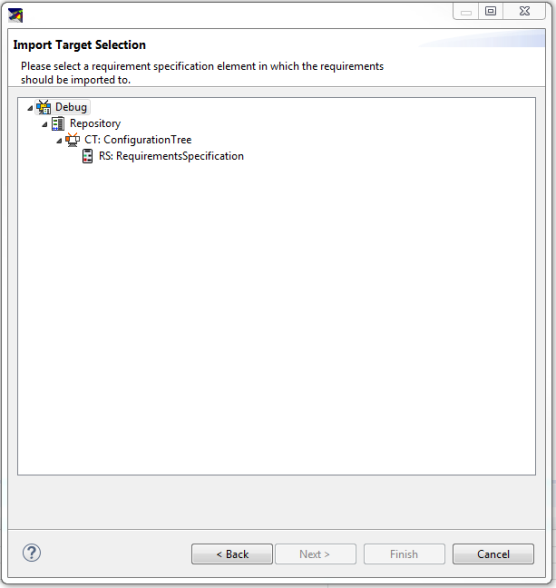 Import Target Selection
Please select a requirement specification element in which the requirements
should be imported to.
Debug
Repository
CT: ConfigurationTree
RS: RequirementsSpecification
?
< Back
Next >
Finish
Cancel